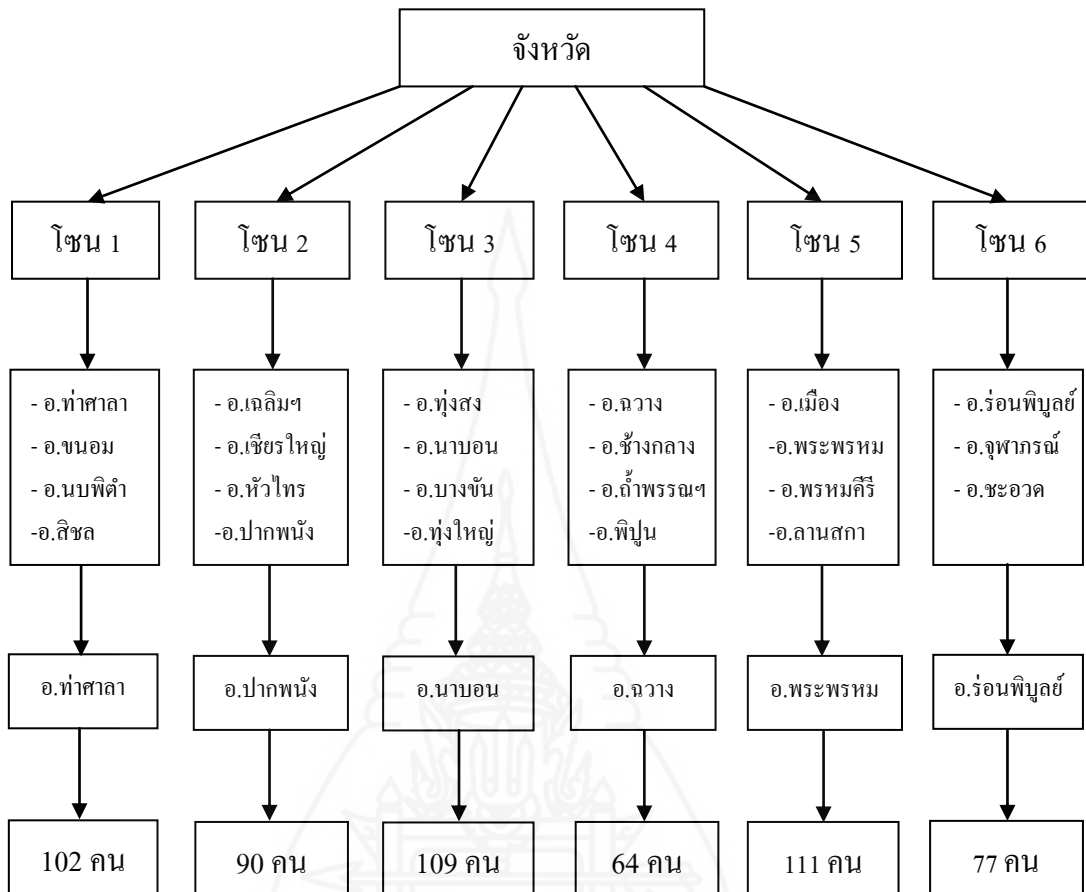 จังหวัด
โซน 1
โซน 2
โซน 3
โซน 4
โซน 5
โซน 6
- อ.ท่าศาลา
- อ.ขนอม
- อ.นบพิตำ
-อ.สิชล
- อ.เฉลิมฯ
- อ.เชียรใหญ่
- อ.หัวไทร
-อ.ปากพนัง
- อ.ทุ่งสง
- อ.นาบอน
- อ.บางขัน
-อ.ทุ่งใหญ่
- อ.ฉวาง
- อ.ช้างกลาง
- อ.ถ้ำพรรณฯ
-อ.พิปูน
- อ.เมือง
-อ.พระพรหม
- อ.พรหมคีรี
-อ.ลานสกา
- อ.ร่อนพิบูลย์
- อ.จุฬาภรณ์
- อ.ชะอวด
อ.ท่าศาลา
อ.ปากพนัง
อ.นาบอน
อ.ฉวาง
อ.พระพรหม
อ.ร่อนพิบูลย์
102 คน
90 คน
109 คน
64 คน
111 คน
77 คน